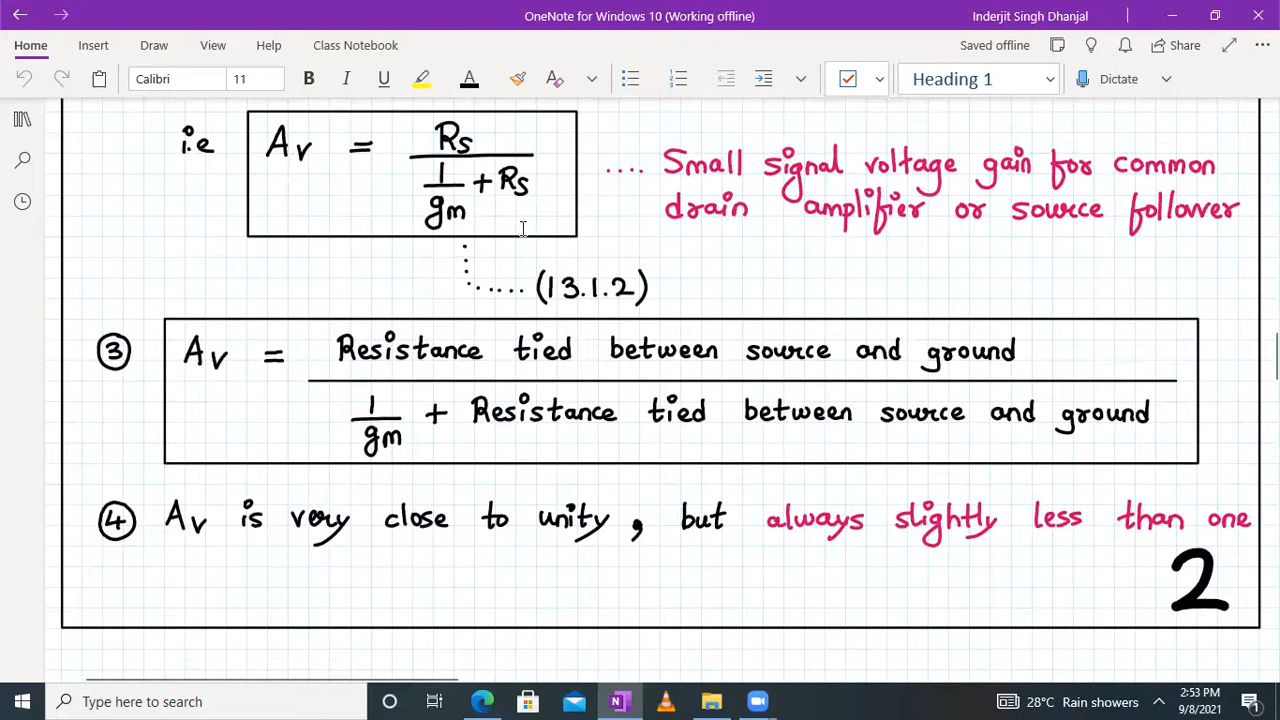 OneNote for Windows 10 (Working offline)
Inderjit Singh Dhanjal
Home Insert Draw View Help Class Notebook
Saved offline
Share
Calibri 11 B I U A A Heading 1 Dictate
i.e Av = Rs / (1/gm + Rs) .... Small signal voltage gain for common
drain amplifier or source follower
....... (13.1.2)
③ Av = Resistance tied between source and ground
1/gm + Resistance tied between source and ground
④ Av is very close to unity, but always slightly less than one
2
Type here to search
28°C Rain showers
2:53 PM
9/8/2021
1